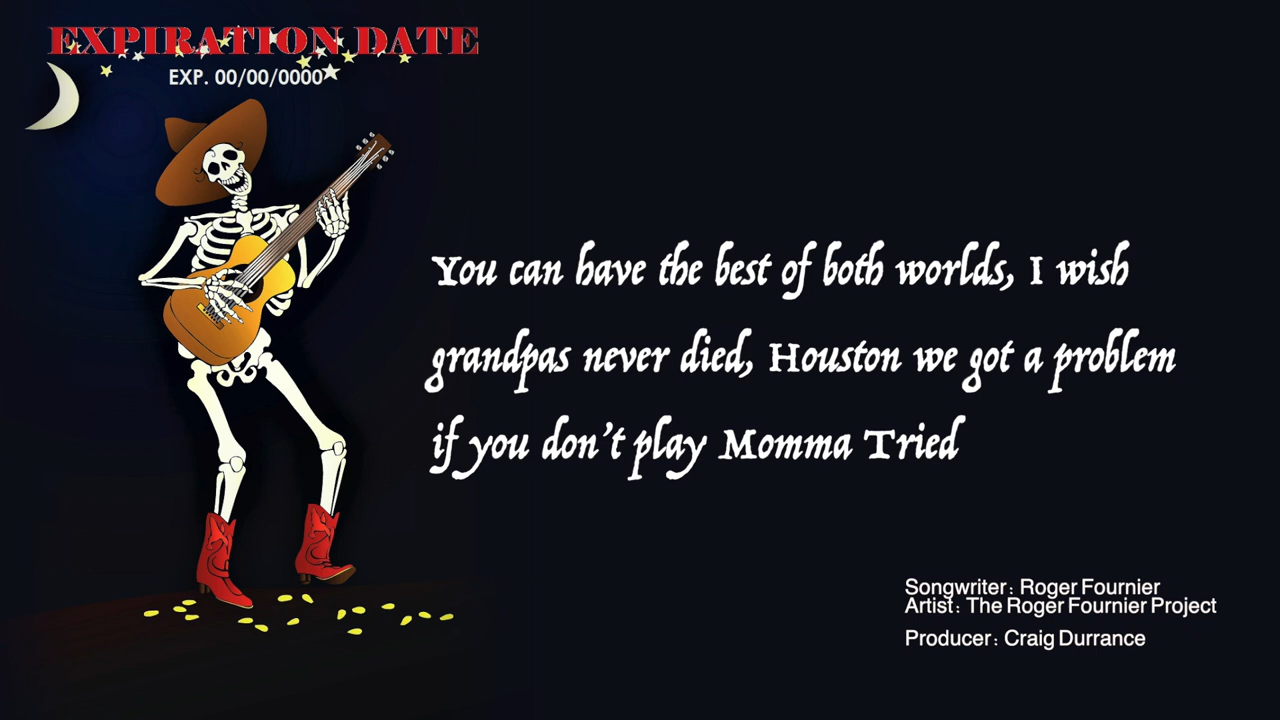 EXPIRATION DATE
EXP. 00/00/0000
You can have the best of both worlds, I wish
grandpas never died, Houston we got a problem
if you don't play Momma Tried
Songwriter: Roger Fournier
Artist: The Roger Fournier Project
Producer: Craig Durrance